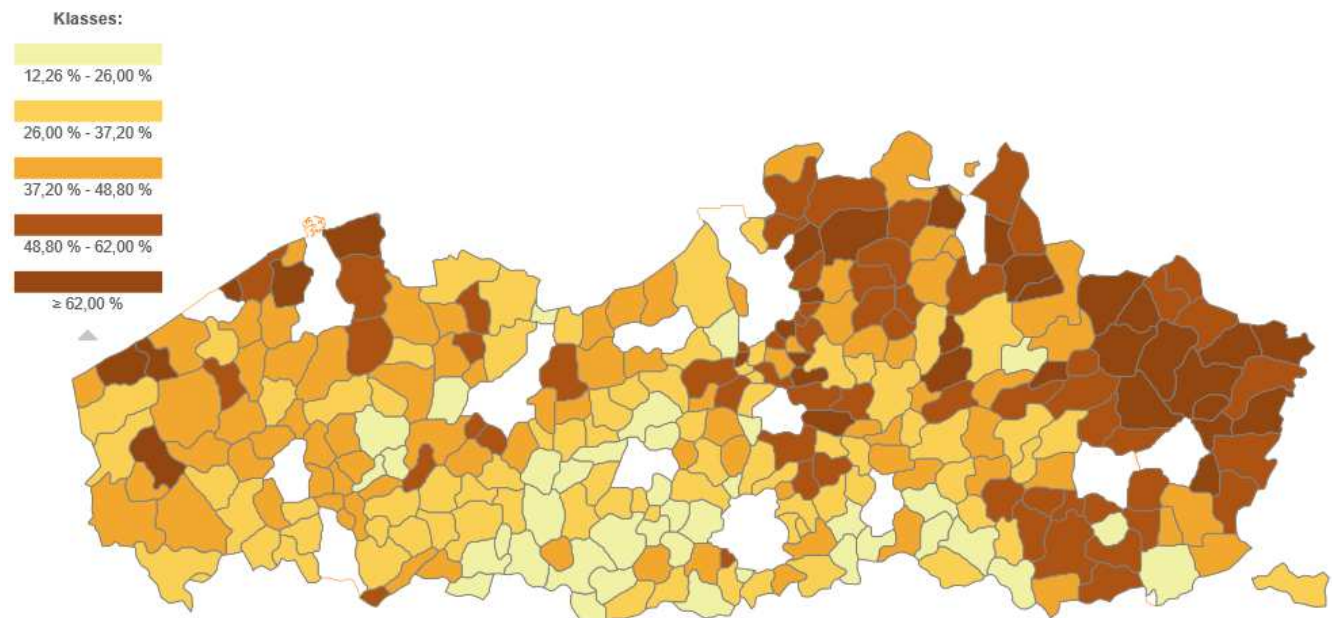 Klasses:
12,26 % - 26,00 %
26,00 % - 37,20 %
37,20 % - 48,80 %
48,80 % - 62,00 %
≥ 62,00 %